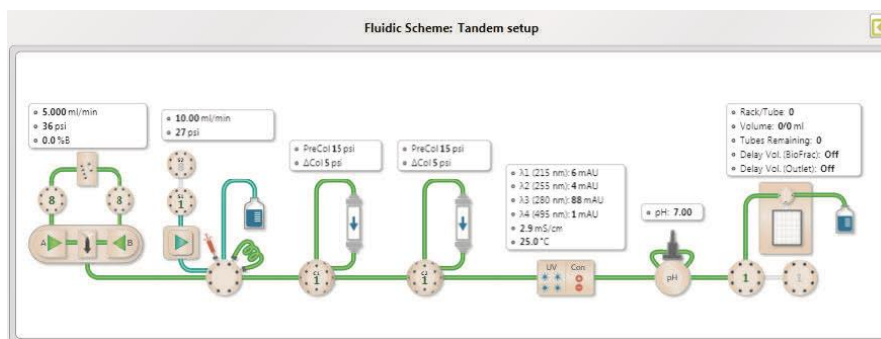 Fluidic Scheme: Tandem setup
5.000 ml/min
36 psi
0.0 %B
10.00 ml/min
27 psi
PreCol 15 psi
ΔCol 5 psi
PreCol 15 psi
ΔCol 5 psi
λ1 (215 nm): 6 mAU
λ2 (255 nm): 4 mAU
λ3 (280 nm): 88 mAU
λ4 (495 nm): 1 mAU
2.9 mS/cm
25.0 °C
pH: 7.00
Rack/Tube: 0
Volume: 0/0 ml
Tubes Remaining: 0
Delay Vol. (BioFrac): Off
Delay Vol. (Outlet): Off
8
8
A
B
S2
S1
1
C1
1
C2
1
UV
Con
pH
1
1